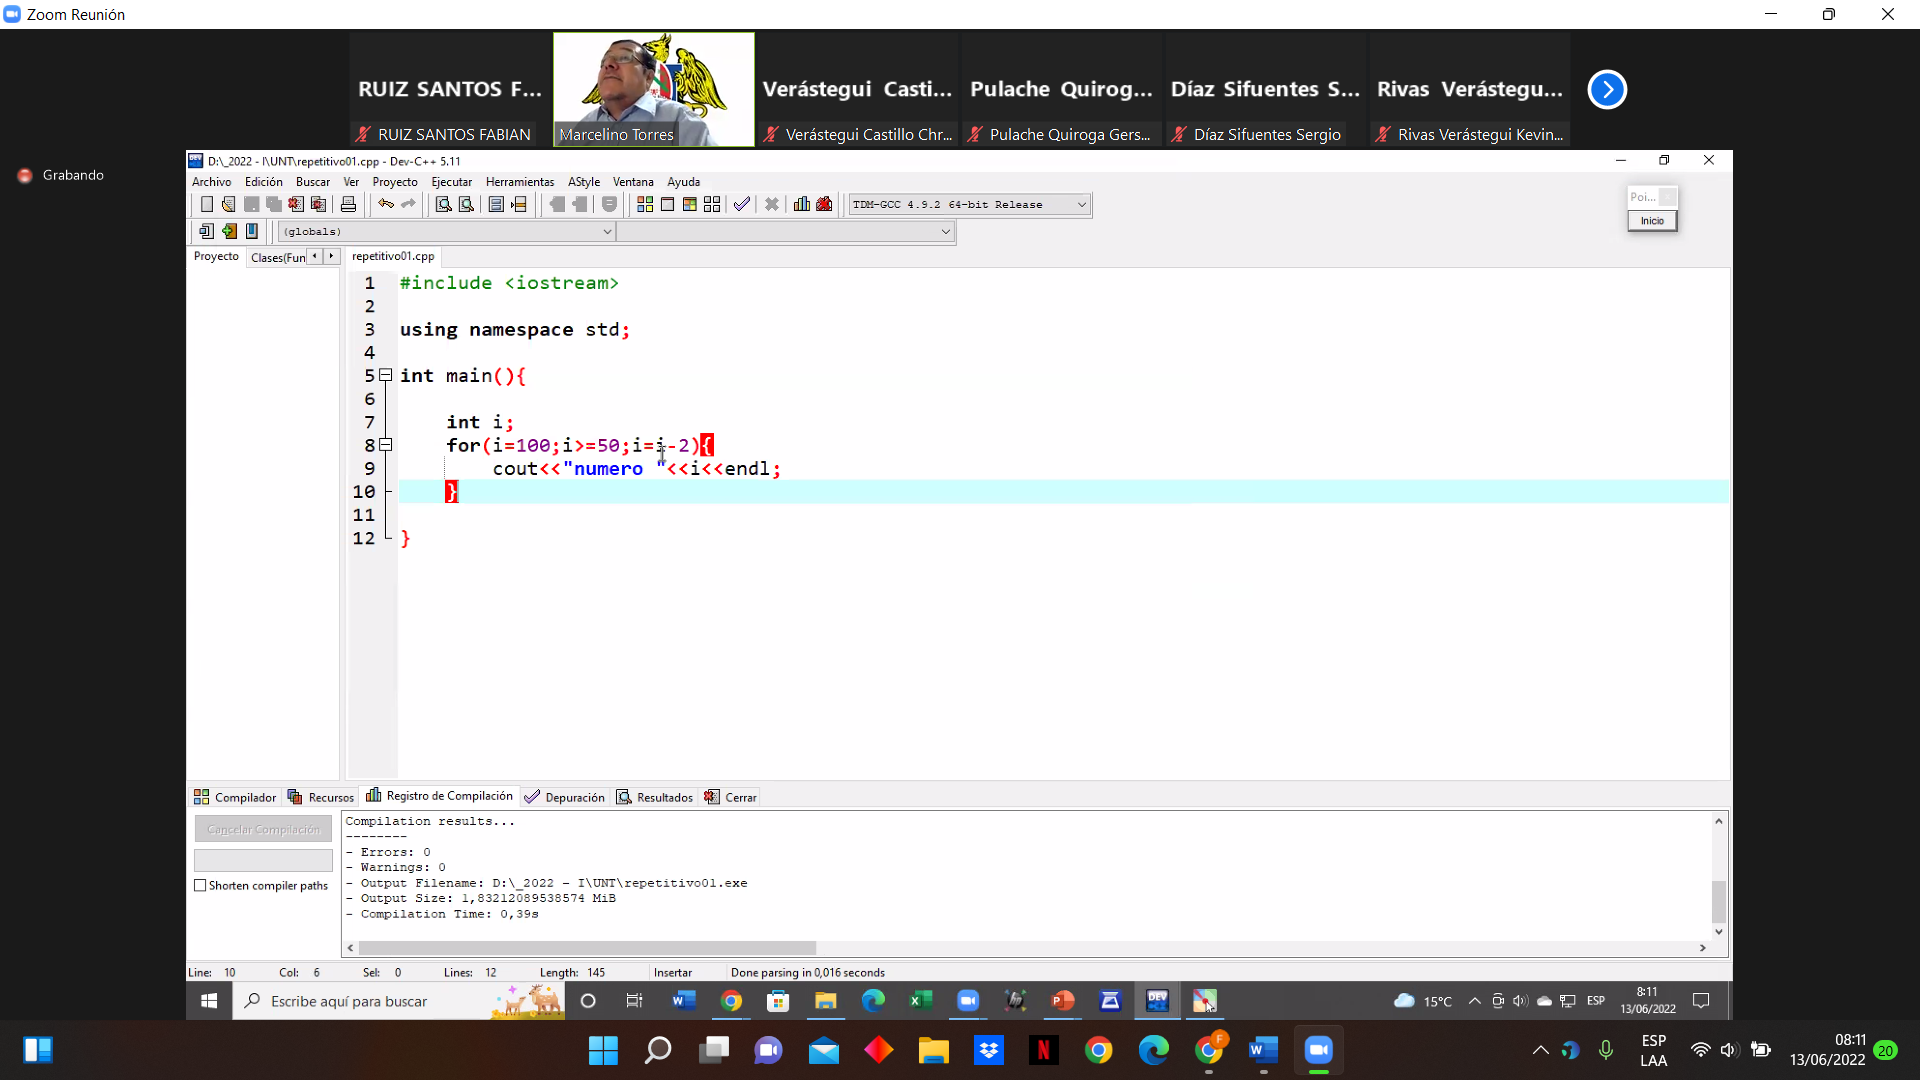 Zoom Reunión
RUIZ SANTOS F... Verástegui Casti... Pulache Quirog... Díaz Sifuentes S... Rivas Verástegu...
RUIZ SANTOS FABIAN Marcelino Torres Verástegui Castillo Chr... Pulache Quiroga Gers... Díaz Sifuentes Sergio Rivas Verástegui Kevin...
Grabando
D:\_2022 - I\UNT\repetitivo01.cpp - Dev-C++ 5.11
Archivo Edición Buscar Ver Proyecto Ejecutar Herramientas AStyle Ventana Ayuda
Poi...
TDM-GCC 4.9.2 64-bit Release
Inicio
(globals)
Proyecto Clases(Fun repetitivo01.cpp
1 #include <iostream>
2
3 using namespace std;
4
5 int main(){
6
7 int i;
8 for(i=100;i>=50;i=i-2){
9 cout<<"numero "<<i<<endl;
10 }
11
12 }
Compilador Recursos Registro de Compilación Depuración Resultados Cerrar
Cancelar Compilación
Shorten compiler paths
Compilation results...
--------
- Errors: 0
- Warnings: 0
- Output Filename: D:\_2022 - I\UNT\repetitivo01.exe
- Output Size: 1,83212089538574 MiB
- Compilation Time: 0,39s
Line: 10 Col: 6 Sel: 0 Lines: 12 Length: 145 Insertar Done parsing in 0,016 seconds
Escribe aquí para buscar
DEV
15°C ESP 8:11
13/06/2022
ESP
LAA
08:11
13/06/2022
20